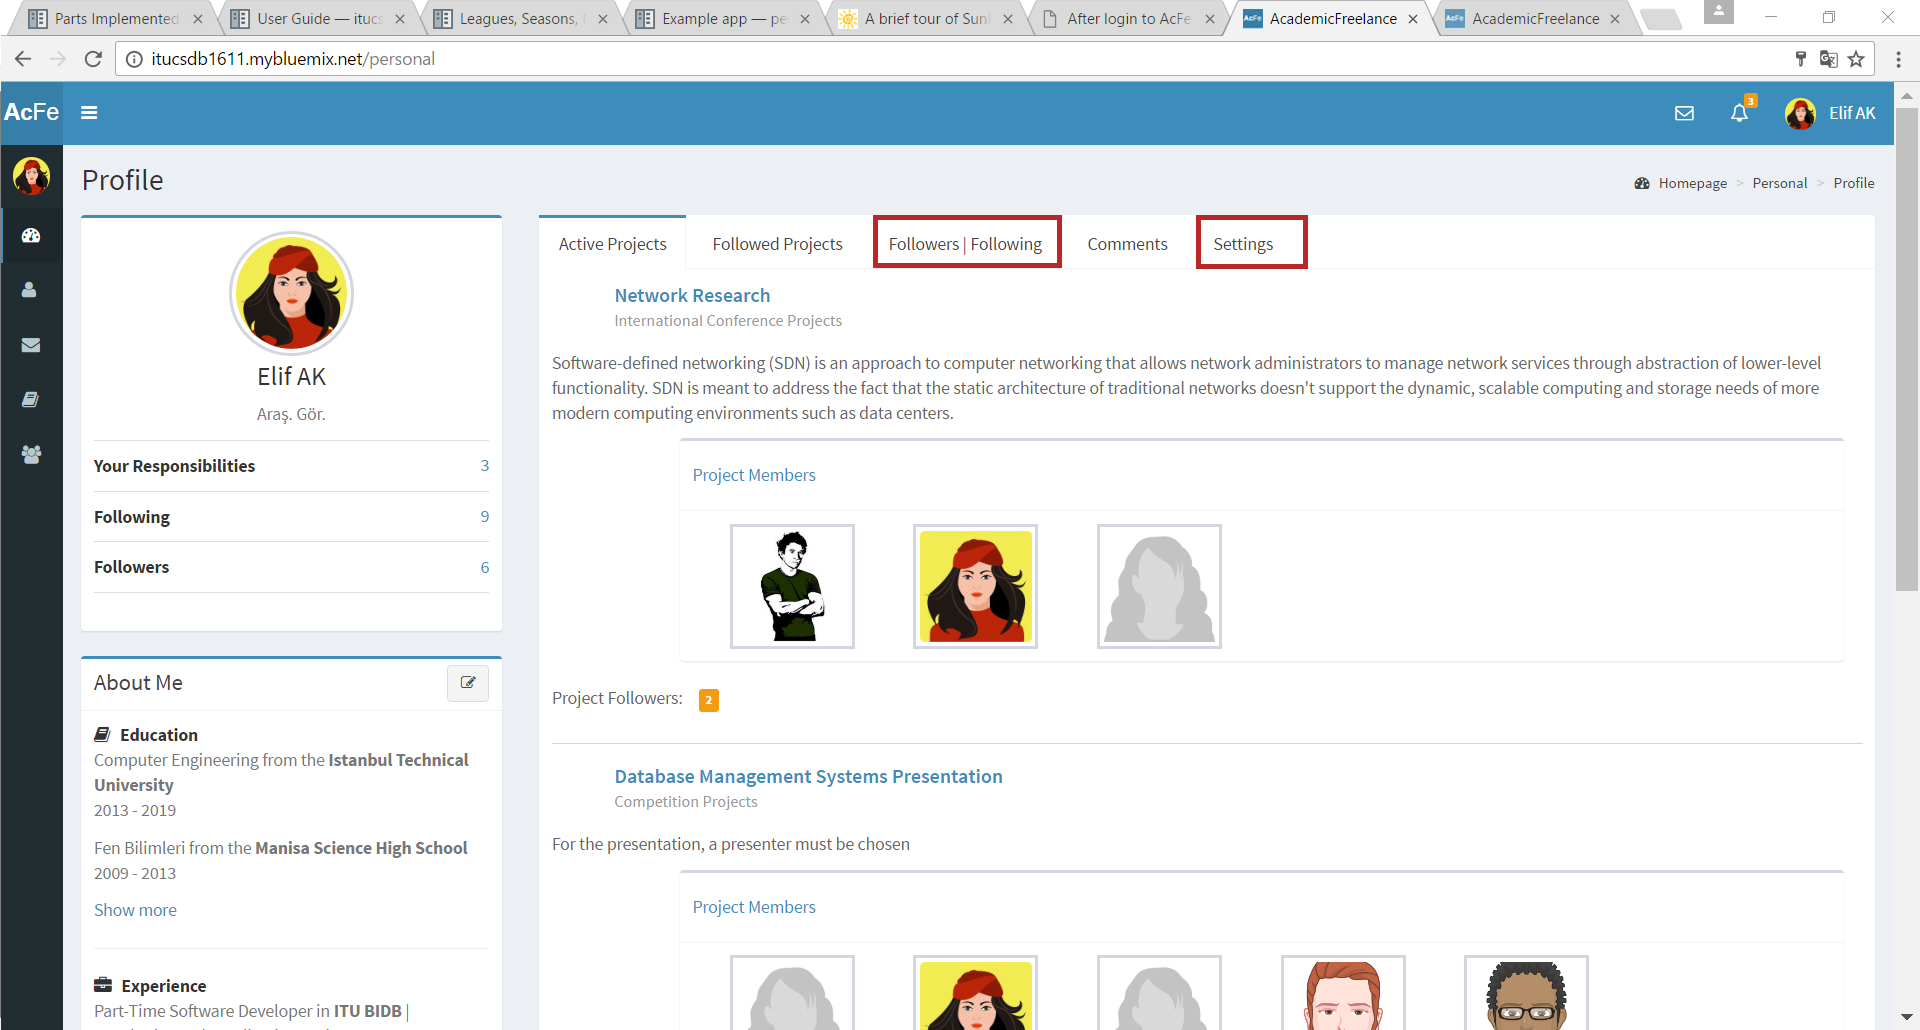 Parts Implemented
User Guide — itucs
Leagues, Seasons,
Example app — pe
A brief tour of Sun
After login to AcFe
AcFe AcademicFreelance
AcFe AcademicFreelance
itucsdb1611.mybluemix.net/personal
AcFe
3
Elif AK
Profile
Homepage > Personal > Profile
Elif AK
Araş. Gör.
Your Responsibilities 3
Following 9
Followers 6
About Me
Education
Computer Engineering from the Istanbul Technical
University
2013 - 2019
Fen Bilimleri from the Manisa Science High School
2009 - 2013
Show more
Experience
Part-Time Software Developer in ITU BIDB |
Active Projects Followed Projects Followers | Following Comments Settings
Network Research
International Conference Projects
Software-defined networking (SDN) is an approach to computer networking that allows network administrators to manage network services through abstraction of lower-level
functionality. SDN is meant to address the fact that the static architecture of traditional networks doesn't support the dynamic, scalable computing and storage needs of more
modern computing environments such as data centers.
Project Members
Project Followers: 2
Database Management Systems Presentation
Competition Projects
For the presentation, a presenter must be chosen
Project Members